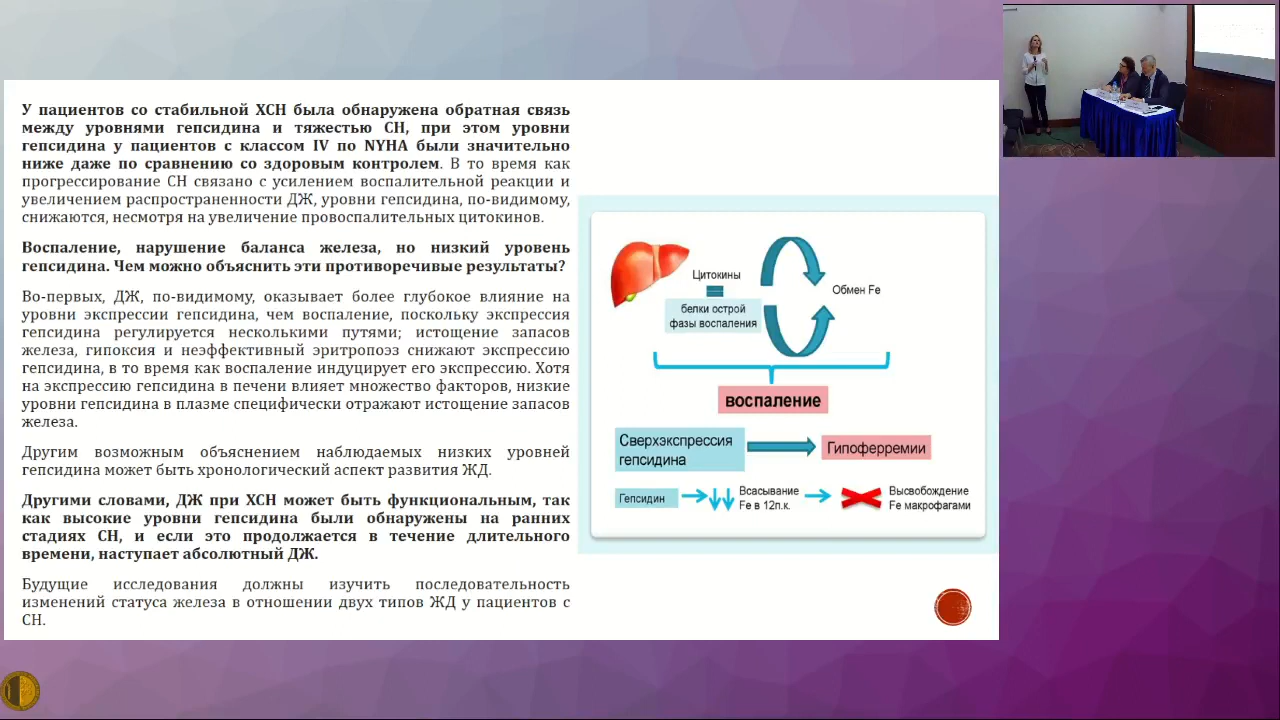 У пациентов со стабильной ХСН была обнаружена обратная связь
между уровнями гепсидина и тяжестью СН, при этом уровни
гепсидина у пациентов с классом IV по NYHA были значительно
ниже даже по сравнению со здоровым контролем. В то время как
прогрессирование СН связано с усилением воспалительной реакции и
увеличением распространенности ДЖ, уровни гепсидина, по-видимому,
снижаются, несмотря на увеличение провоспалительных цитокинов.
Воспаление, нарушение баланса железа, но низкий уровень
гепсидина. Чем можно объяснить эти противоречивые результаты?
Во-первых, ДЖ, по-видимому, оказывает более глубокое влияние на
уровни экспрессии гепсидина, чем воспаление, поскольку экспрессия
гепсидина регулируется несколькими путями; истощение запасов
железа, гипоксия и неэффективный эритропоэз снижают экспрессию
гепсидина, в то время как воспаление индуцирует его экспрессию. Хотя
на экспрессию гепсидина в печени влияет множество факторов, низкие
уровни гепсидина в плазме специфически отражают истощение запасов
железа.
Другим возможным объяснением наблюдаемых низких уровней
гепсидина может быть хронологический аспект развития ЖД.
Другими словами, ДЖ при ХСН может быть функциональным, так
как высокие уровни гепсидина были обнаружены на ранних
стадиях СН, и если это продолжается в течение длительного
времени, наступает абсолютный ДЖ.
Будущие исследования должны изучить последовательность
изменений статуса железа в отношении двух типов ЖД у пациентов с
СН.
Цитокины
белки острой
фазы воспаления
Обмен Fe
воспаление
Сверхэкспрессия
гепсидина
Гипоферремии
Гепсидин
Всасывание
Fe в 12п.к.
Высвобождение
Fe макрофагами